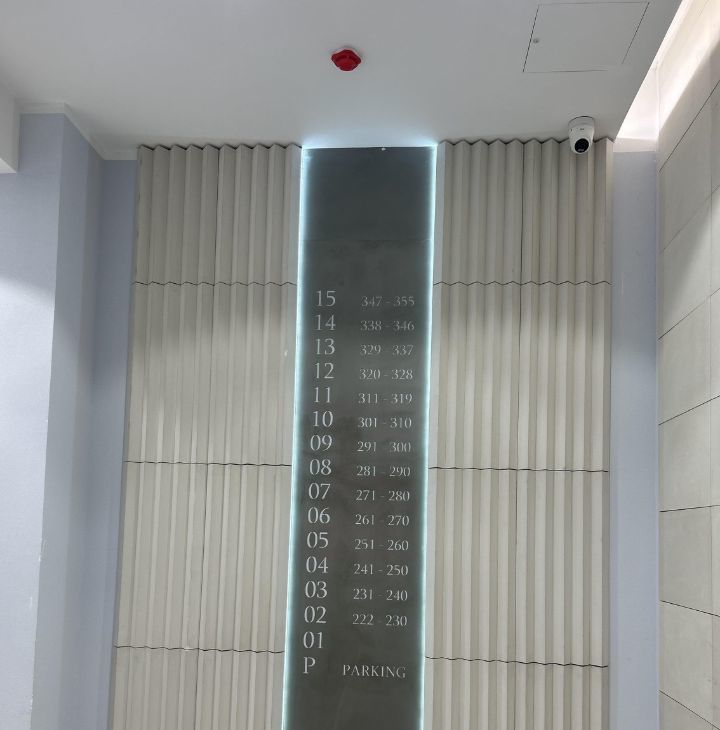 15 347 - 355
14 338 - 346
13 329 - 337
12 320 - 328
11 311 - 319
10 301 - 310
09 291 - 300
08 281 - 290
07 271 - 280
06 261 - 270
05 251 - 260
04 241 - 250
03 231 - 240
02 222 - 230
01
P PARKING